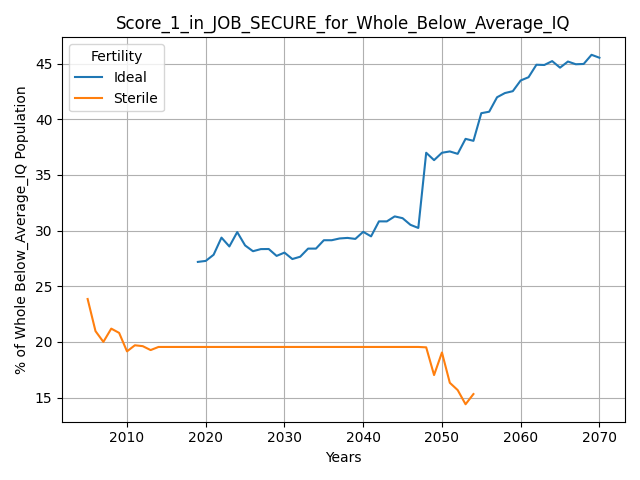 Score_1_in_JOB_SECURE_for_Whole_Below_Average_IQ
Fertility
Ideal
Sterile
% of Whole Below_Average_IQ Population
45
40
35
30
25
20
15
2010 2020 2030 2040 2050 2060 2070
Years